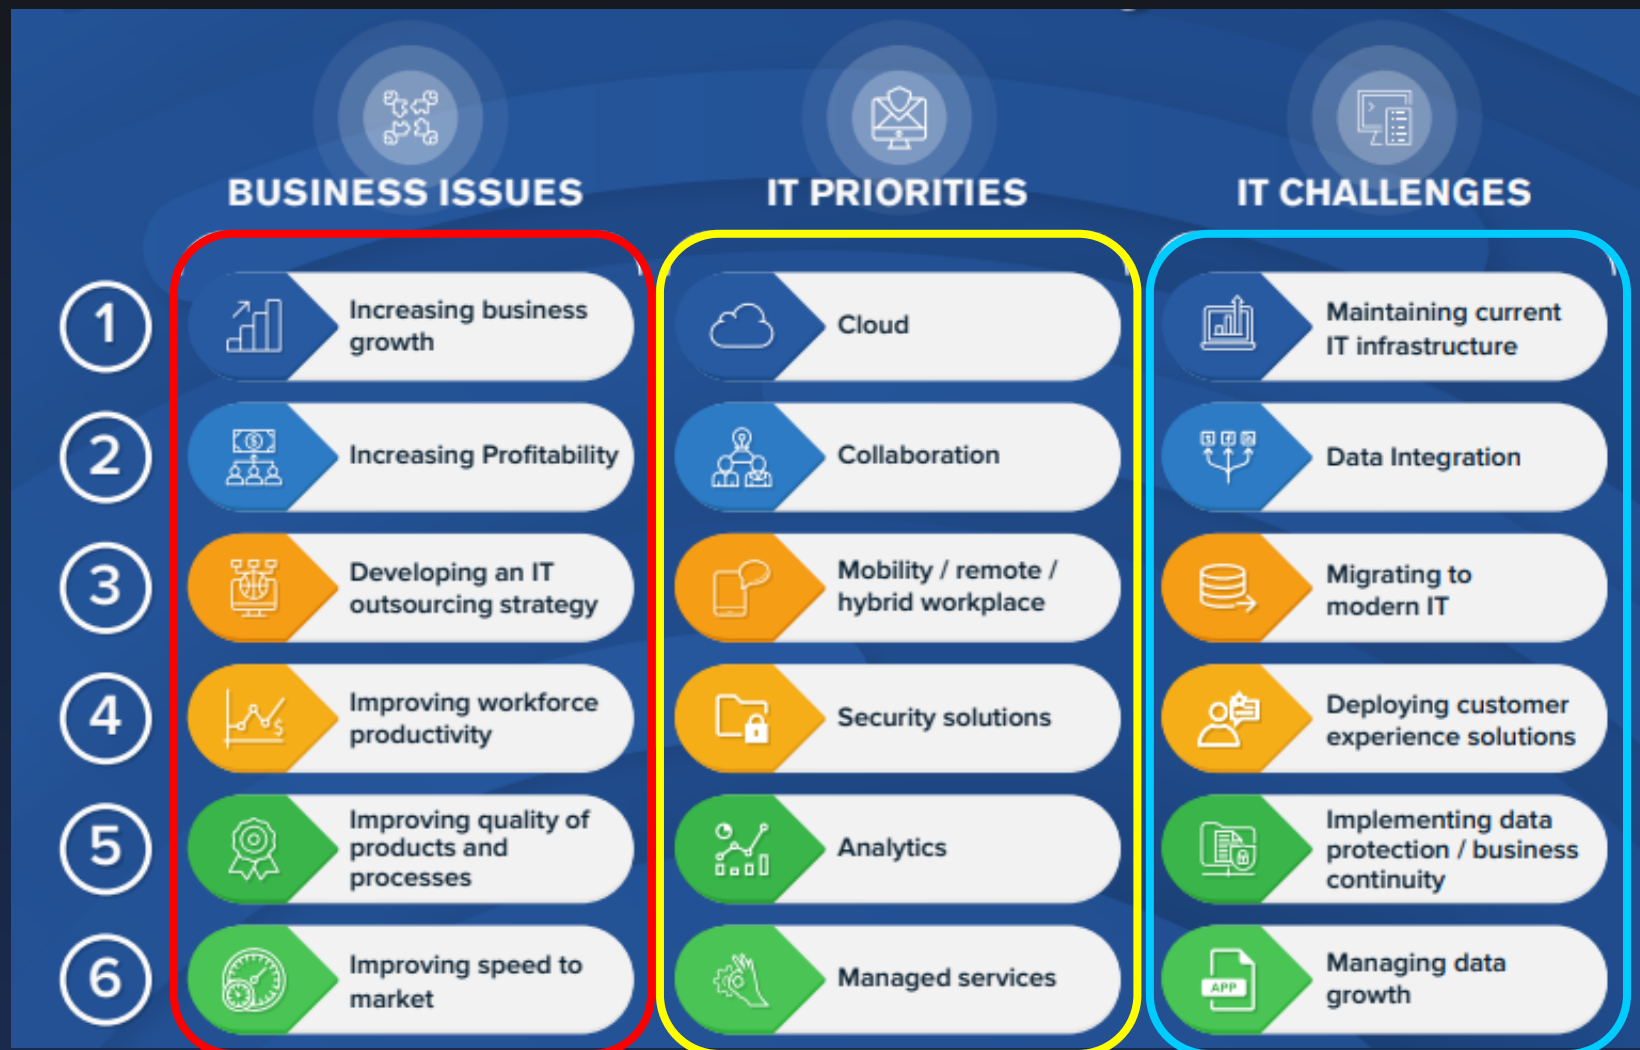 BUSINESS ISSUES
IT PRIORITIES
IT CHALLENGES
1
Increasing business
growth
Cloud
Maintaining current
IT infrastructure
2
Increasing Profitability
Collaboration
Data Integration
3
Developing an IT
outsourcing strategy
Mobility / remote /
hybrid workplace
Migrating to
modern IT
4
Improving workforce
productivity
Security solutions
Deploying customer
experience solutions
5
Improving quality of
products and
processes
Analytics
Implementing data
protection / business
continuity
6
Improving speed to
market
Managed services
APP
Managing data
growth